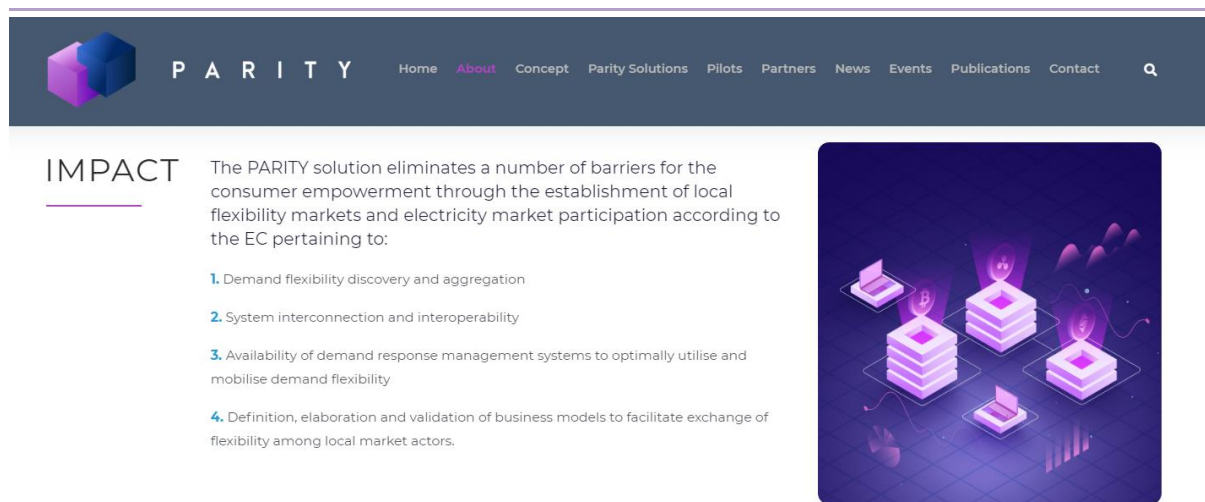 PARITY
Home About Concept Parity Solutions Pilots Partners News Events Publications Contact
IMPACT
The PARITY solution eliminates a number of barriers for the
consumer empowerment through the establishment of local
flexibility markets and electricity market participation according to
the EC pertaining to:
1. Demand flexibility discovery and aggregation
2. System interconnection and interoperability
3. Availability of demand response management systems to optimally utilise and
mobilise demand flexibility
4. Definition, elaboration and validation of business models to facilitate exchange of
flexibility among local market actors.